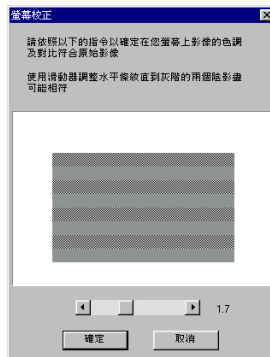 螢幕校正
請依照以下的指令以確定在您螢幕上影像的色調
及對比符合原始影像
使用滑動器調整水平條紋直到灰階的兩個陰影盡
可能相符
1.7
確定
取消